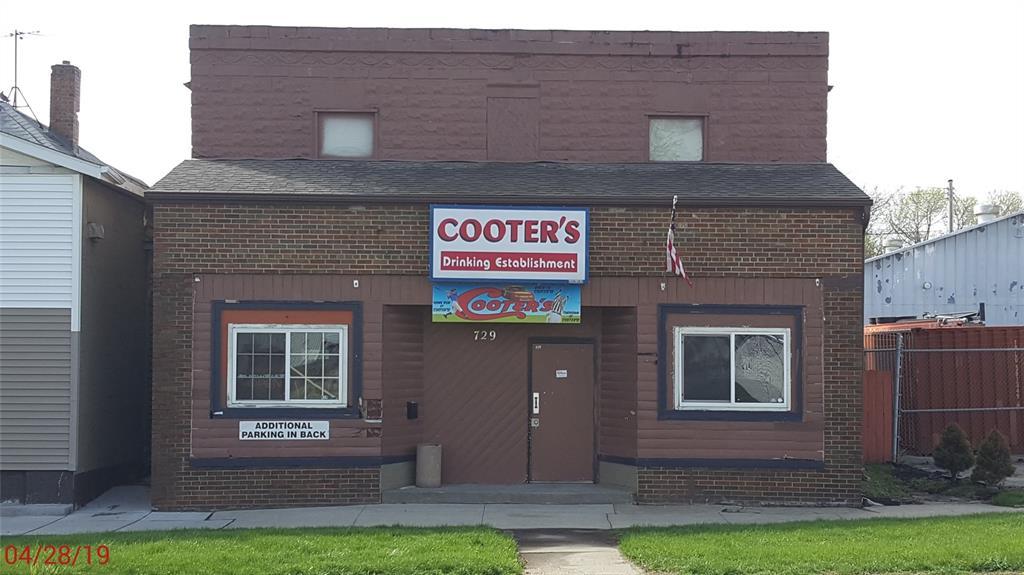 COOTER'S
Drinking Establishment
COOTER'S
729
ADDITIONAL
PARKING IN BACK
04/28/19